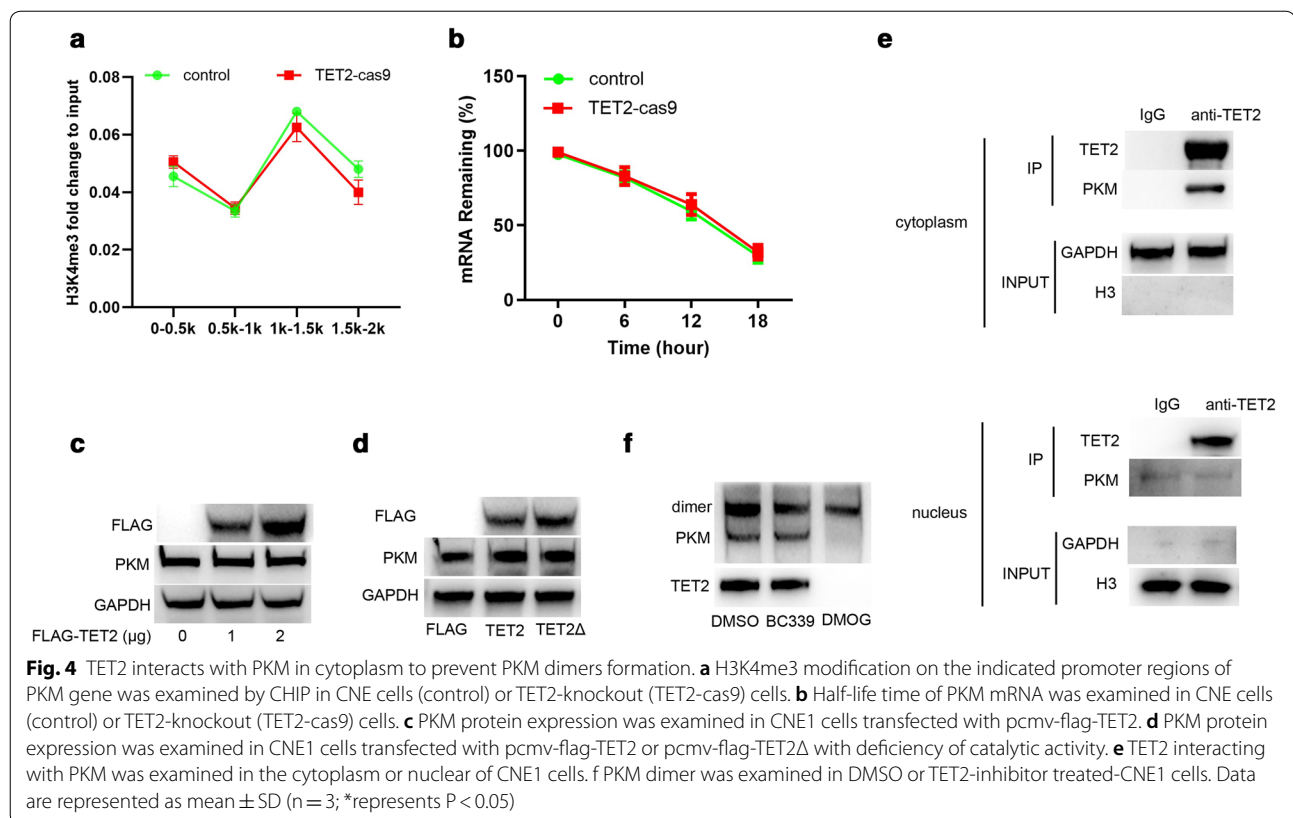 a
control
TET2-cas9
H3K4me3 fold change to input
0.08
0.06
0.04
0.02
0.00
0-0.5k 0.5k-1k 1k-1.5k 1.5k-2k
b
control
TET2-cas9
mRNA Remaining (%)
150
100
50
0
0 6 12 18
Time (hour)
e
IgG anti-TET2
cytoplasm
IP
TET2
PKM
INPUT
GAPDH
H3
IgG anti-TET2
nucleus
IP
TET2
PKM
INPUT
GAPDH
H3
c
FLAG
PKM
GAPDH
FLAG-TET2 (μg) 0 1 2
d
FLAG
PKM
GAPDH
FLAG TET2 TET2Δ
f
dimer
PKM
TET2
DMSO BC339 DMOG
Fig. 4 TET2 interacts with PKM in cytoplasm to prevent PKM dimers formation. a H3K4me3 modification on the indicated promoter regions of
PKM gene was examined by CHIP in CNE cells (control) or TET2-knockout (TET2-cas9) cells. b Half-life time of PKM mRNA was examined in CNE cells
(control) or TET2-knockout (TET2-cas9) cells. c PKM protein expression was examined in CNE1 cells transfected with pcmv-flag-TET2. d PKM protein
expression was examined in CNE1 cells transfected with pcmv-flag-TET2 or pcmv-flag-TET2Δ with deficiency of catalytic activity. e TET2 interacting
with PKM was examined in the cytoplasm or nuclear of CNE1 cells. f PKM dimer was examined in DMSO or TET2-inhibitor treated-CNE1 cells. Data
are represented as mean ± SD (n = 3; *represents P < 0.05)